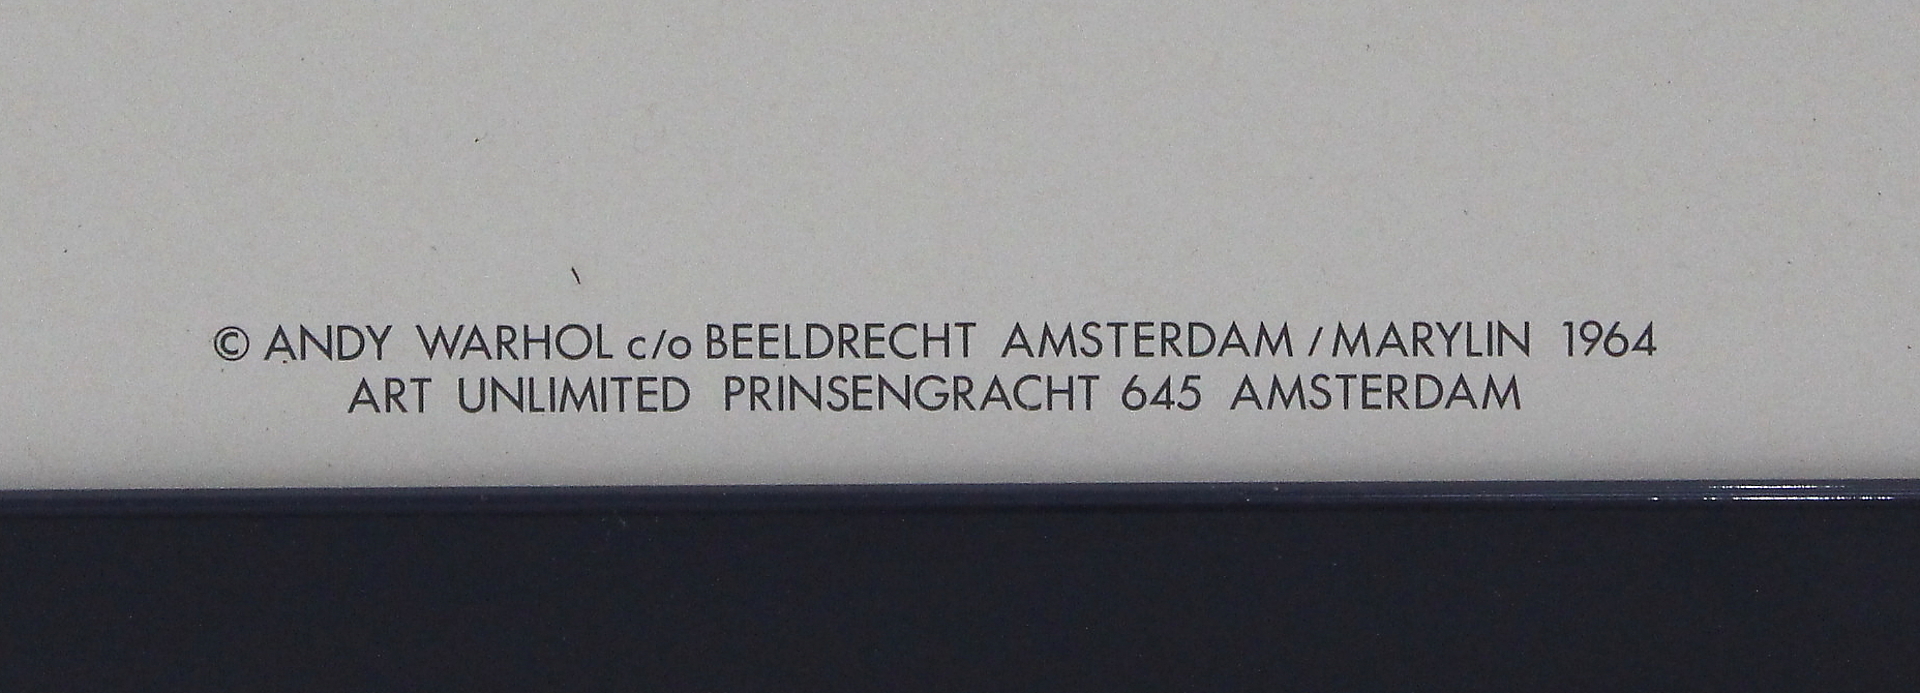 © ANDY WARHOL c/o BEELDRECHT AMSTERDAM / MARYLIN 1964
ART UNLIMITED PRINSENGRACHT 645 AMSTERDAM